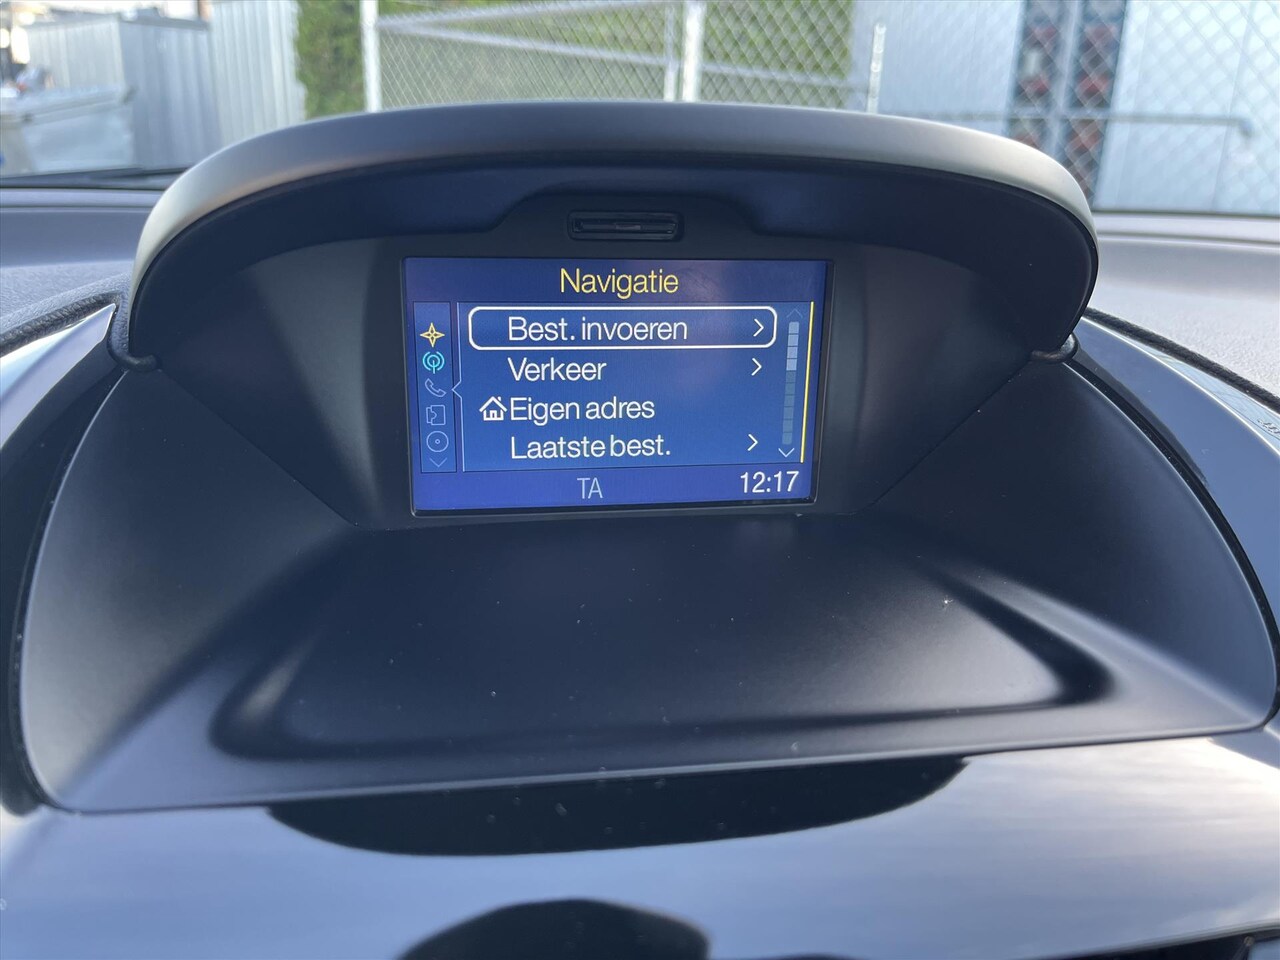 Navigatie
Best. invoeren
Verkeer
Eigen adres
Laatste best.
TA 12:17